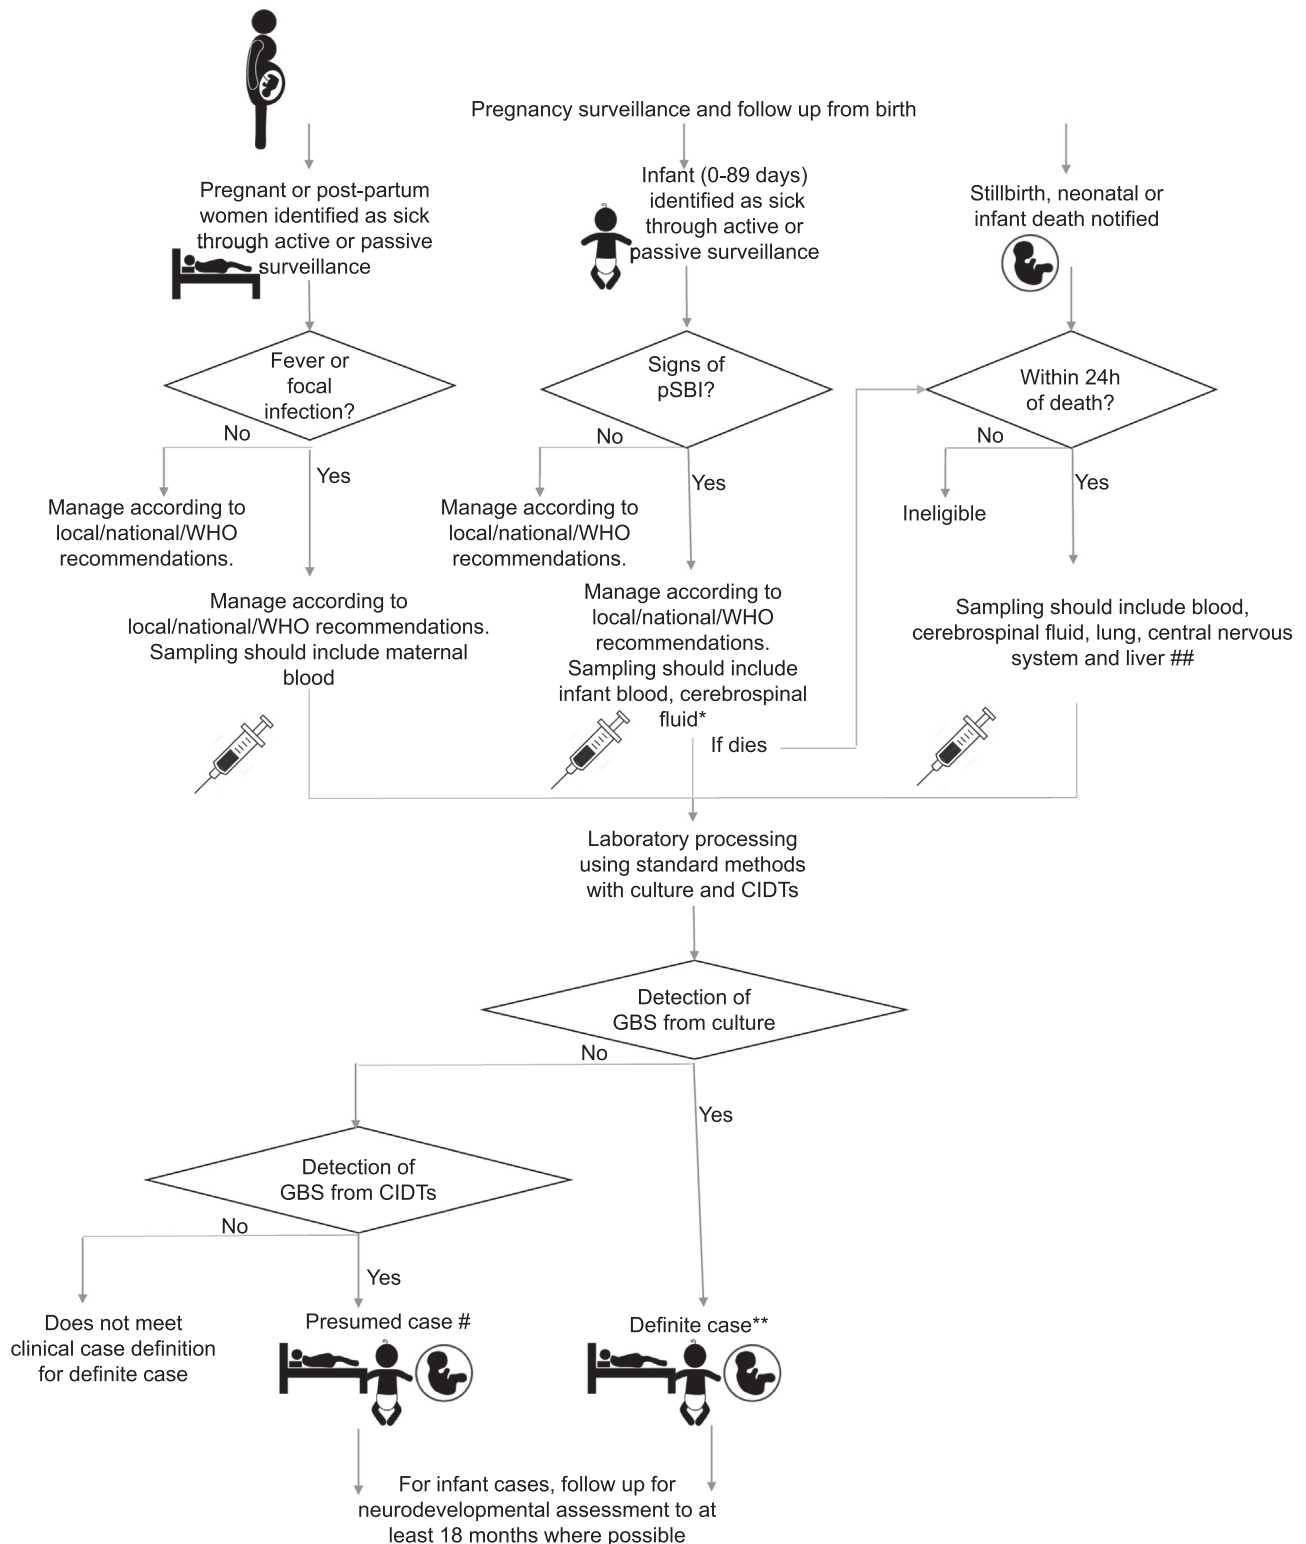 Pregnancy surveillance and follow up from birth
Pregnant or post-partum
women identified as sick
through active or passive
surveillance
Infant (0-89 days)
identified as sick
through active or
passive surveillance
Stillbirth, neonatal or
infant death notified
Fever or
focal
infection?
Signs of
pSBI?
Within 24h
of death?
No
Yes
No
Yes
No
Yes
Manage according to
local/national/WHO
recommendations.
Manage according to
local/national/WHO
recommendations.
Ineligible
Manage according to
local/national/WHO recommendations.
Sampling should include maternal
blood
Manage according to
local/national/WHO
recommendations.
Sampling should include
infant blood, cerebrospinal
fluid*
Sampling should include blood,
cerebrospinal fluid, lung, central nervous
system and liver ##
If dies
Laboratory processing
using standard methods
with culture and CIDTs
Detection of
GBS from culture
No
Yes
Detection of
GBS from CIDTs
No
Yes
Does not meet
clinical case definition
for definite case
Presumed case #
Definite case**
For infant cases, follow up for
neurodevelopmental assessment to at
least 18 months where possible